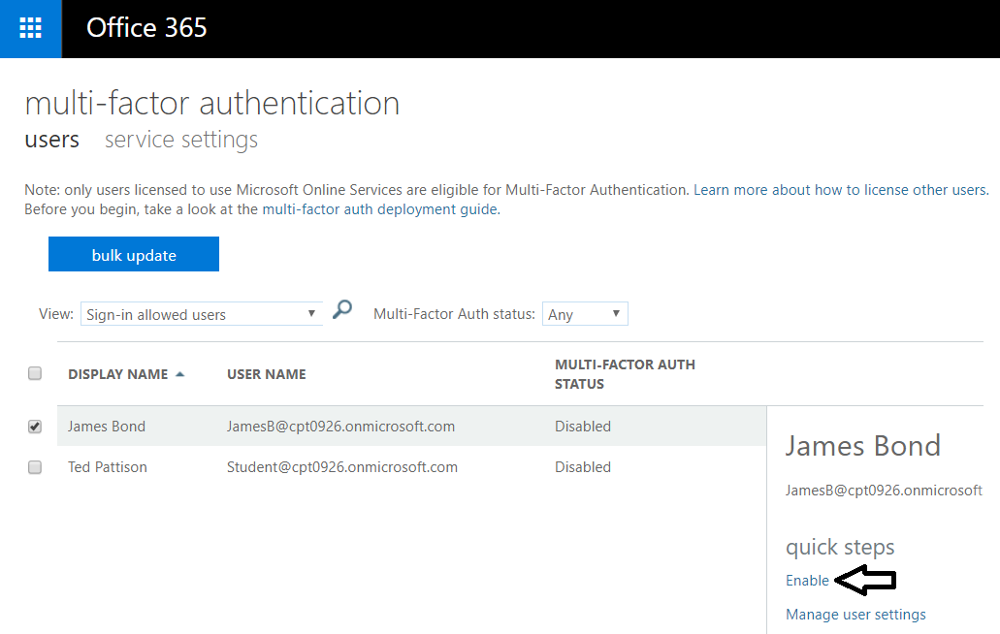 Office 365
multi-factor authentication
users service settings
Note: only users licensed to use Microsoft Online Services are eligible for Multi-Factor Authentication. Learn more about how to license other users.
Before you begin, take a look at the multi-factor auth deployment guide.
bulk update
View: Sign-in allowed users Multi-Factor Auth status: Any
DISPLAY NAME USER NAME MULTI-FACTOR AUTH
STATUS
James Bond JamesB@cpt0926.onmicrosoft.com Disabled
Ted Pattison Student@cpt0926.onmicrosoft.com Disabled
James Bond
JamesB@cpt0926.onmicrosoft
quick steps
Enable
Manage user settings